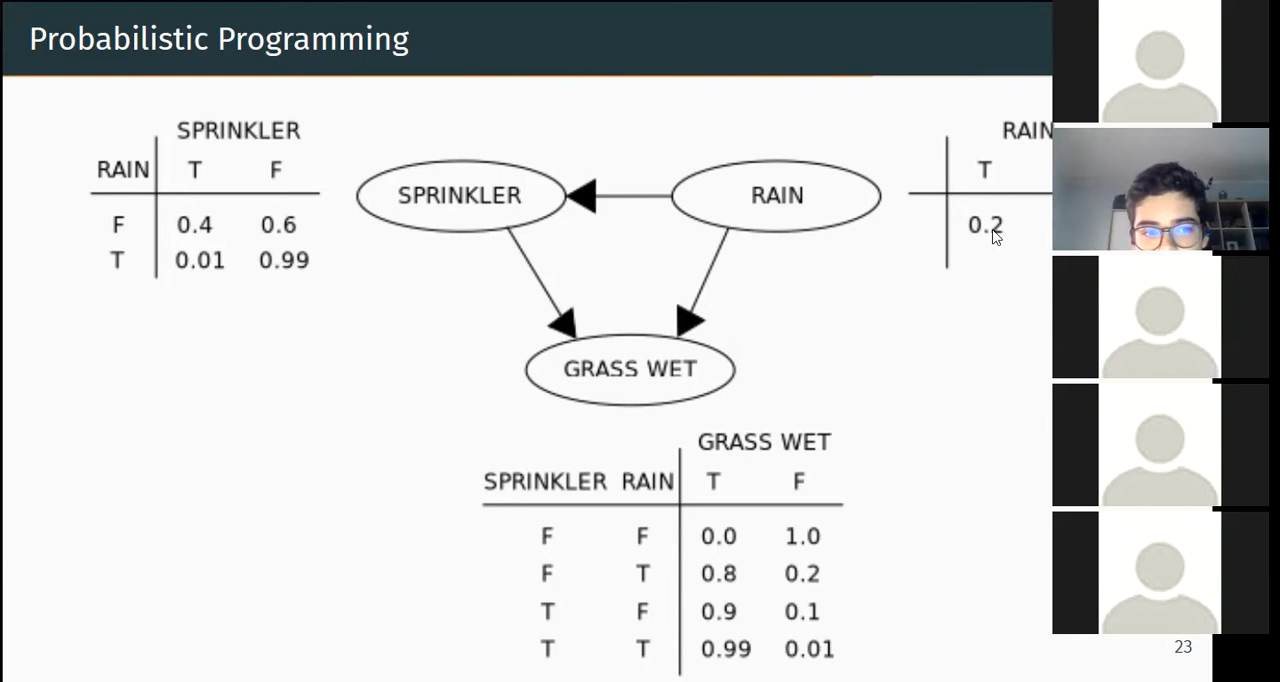 Probabilistic Programming
SPRINKLER
RAIN T F
F 0.4 0.6
T 0.01 0.99
SPRINKLER
RAIN
RAIN
T
0.2
GRASS WET
GRASS WET
SPRINKLER RAIN T F
F F 0.0 1.0
F T 0.8 0.2
T F 0.9 0.1
T T 0.99 0.01
23